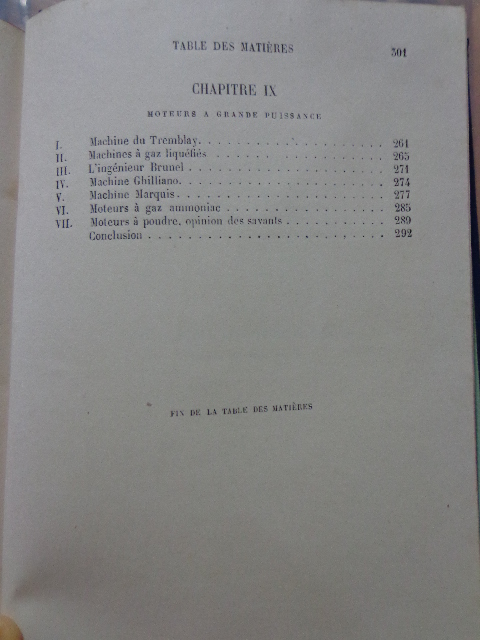 TABLE DES MATIÈRES 301
CHAPITRE IX
MOTEURS A GRANDE PUISSANCE
I. Machine du Tremblay. . . . . . . . . . . . . . . . 261
II. Machines à gaz liquéfiés . . . . . . . . . . . . . . . 265
III. L'ingénieur Brunel . . . . . . . . . . . . . . . . . 271
IV. Machine Ghilliano. . . . . . . . . . . . . . . . . . 274
V. Machine Marquis. . . . . . . . . . . . . . . . . . 277
VI. Moteurs à gaz ammoniac . . . . . . . . . . . . . . 285
VII. Moteurs à poudre, opinion des savants . . . . . . . . 289
Conclusion . . . . . . . . . . . . . . . . . . . . . 292
FIN DE LA TABLE DES MATIÈRES